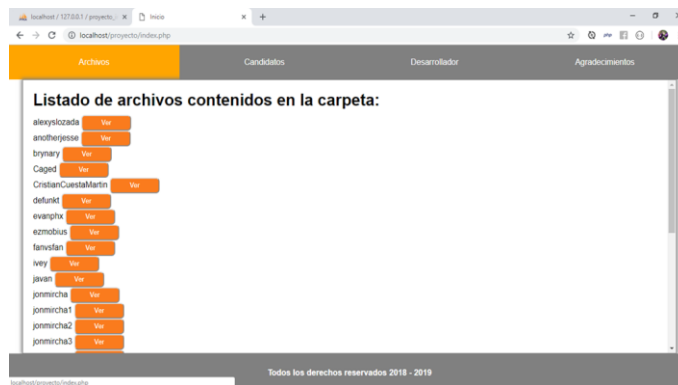 localhost / 127.0.0.1 / proyecto_ Inicio
localhost/proyecto/index.php
Archivos Candidatos Desarrollador Agradecimientos
Listado de archivos contenidos en la carpeta:
alexyslozada Ver
anotherjesse Ver
brynary Ver
Caged Ver
CristianCuestaMartin Ver
defunkt Ver
evanphx Ver
ezmobius Ver
fanvsfan Ver
ivey Ver
javan Ver
jonmircha Ver
jonmircha1 Ver
jonmircha2 Ver
jonmircha3 Ver
Todos los derechos reservados 2018 - 2019
localhost/proyecto/index.php